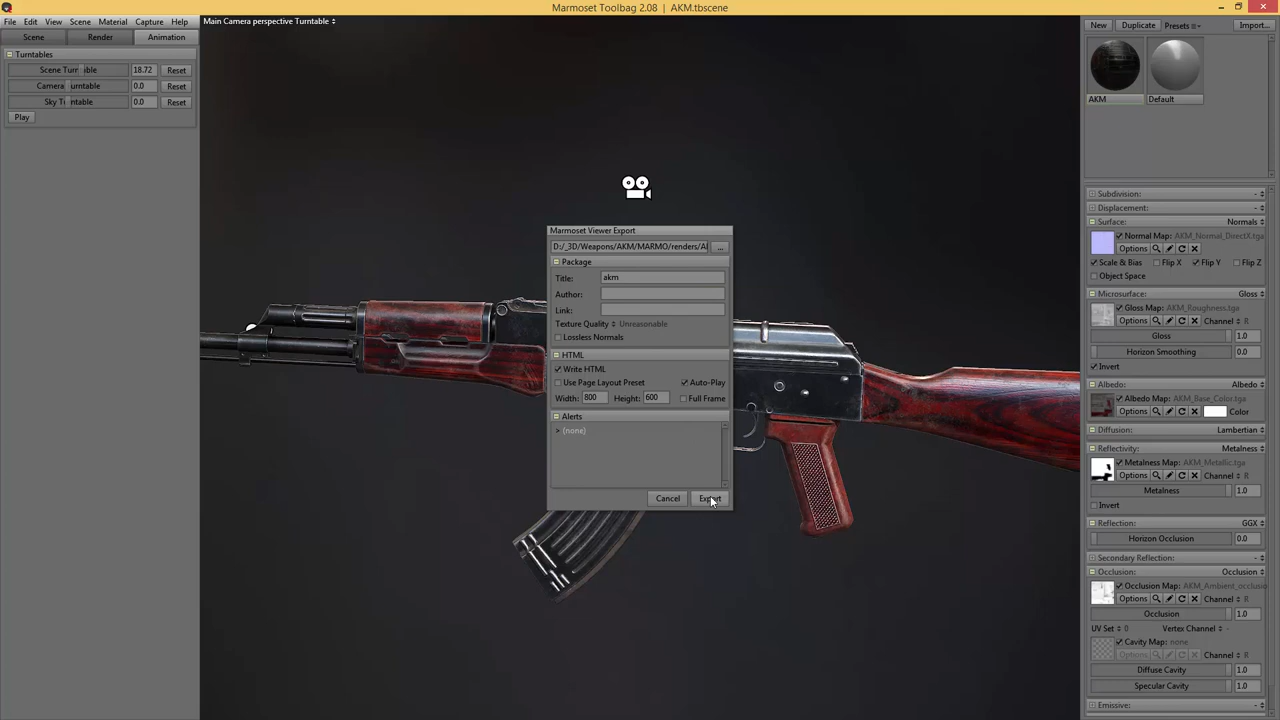 Marmoset Toolbag 2.08 | AKM.tbscene
File Edit View Scene Material Capture Help
Scene Render Animation
Turntables
Scene Turntable 18.72 Reset
Camera Turntable 0.0 Reset
Sky Turntable 0.0 Reset
Play
Main Camera perspective Turntable
Marmoset Viewer Export
D:/_3D/Weapons/AKM/MARMO/renders/A ...
Package
Title: akm
Author:
Link:
Texture Quality Unreasonable
Lossless Normals
HTML
Write HTML
Use Page Layout Preset Auto-Play
Width: 800 Height: 600 Full Frame
Alerts
> (none)
Cancel Export
New Duplicate Presets Import...
AKM Default
Subdivision: -
Displacement: -
Surface: Normals
Normal Map: AKM_Normal_DirectX.tga
Options
Scale & Bias Flip X Flip Y Flip Z
Object Space
Microsurface: Gloss
Gloss Map: AKM_Roughness.tga
Options Channel R
Gloss 1.0
Horizon Smoothing 0.0
Invert
Albedo: Albedo
Albedo Map: AKM_Base_Color.tga
Options Color
Diffusion: Lambertian
Reflectivity: Metalness
Metalness Map: AKM_Metallic.tga
Options Channel R
Metalness 1.0
Invert
Reflection: GGX
Horizon Occlusion 0.0
Secondary Reflection: -
Occlusion: Occlusion
Occlusion Map: AKM_Ambient_occlusio
Options Channel R
Occlusion 1.0
UV Set 0 Vertex Channel -
Cavity Map: none
Options Channel R
Diffuse Cavity 1.0
Specular Cavity 1.0
Emissive: -